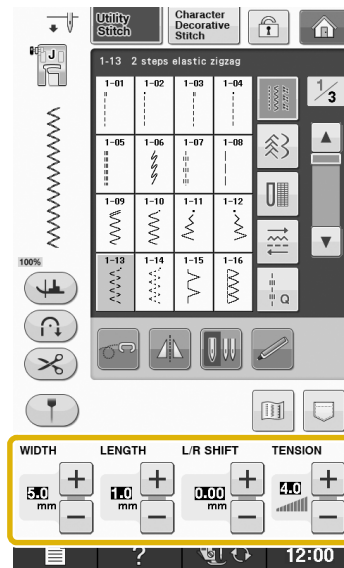 Utility
Stitch
Character
Decorative
Stitch
J
1-13 2 steps elastic zigzag
1-01 1-02 1-03 1-04
1/3
1-05 1-06 1-07 1-08
1-09 1-10 1-11 1-12
100%
1-13 1-14 1-15 1-16
Q
WIDTH LENGTH L/R SHIFT TENSION
5.0 mm 1.0 mm 0.00 mm 4.0
? 12:00